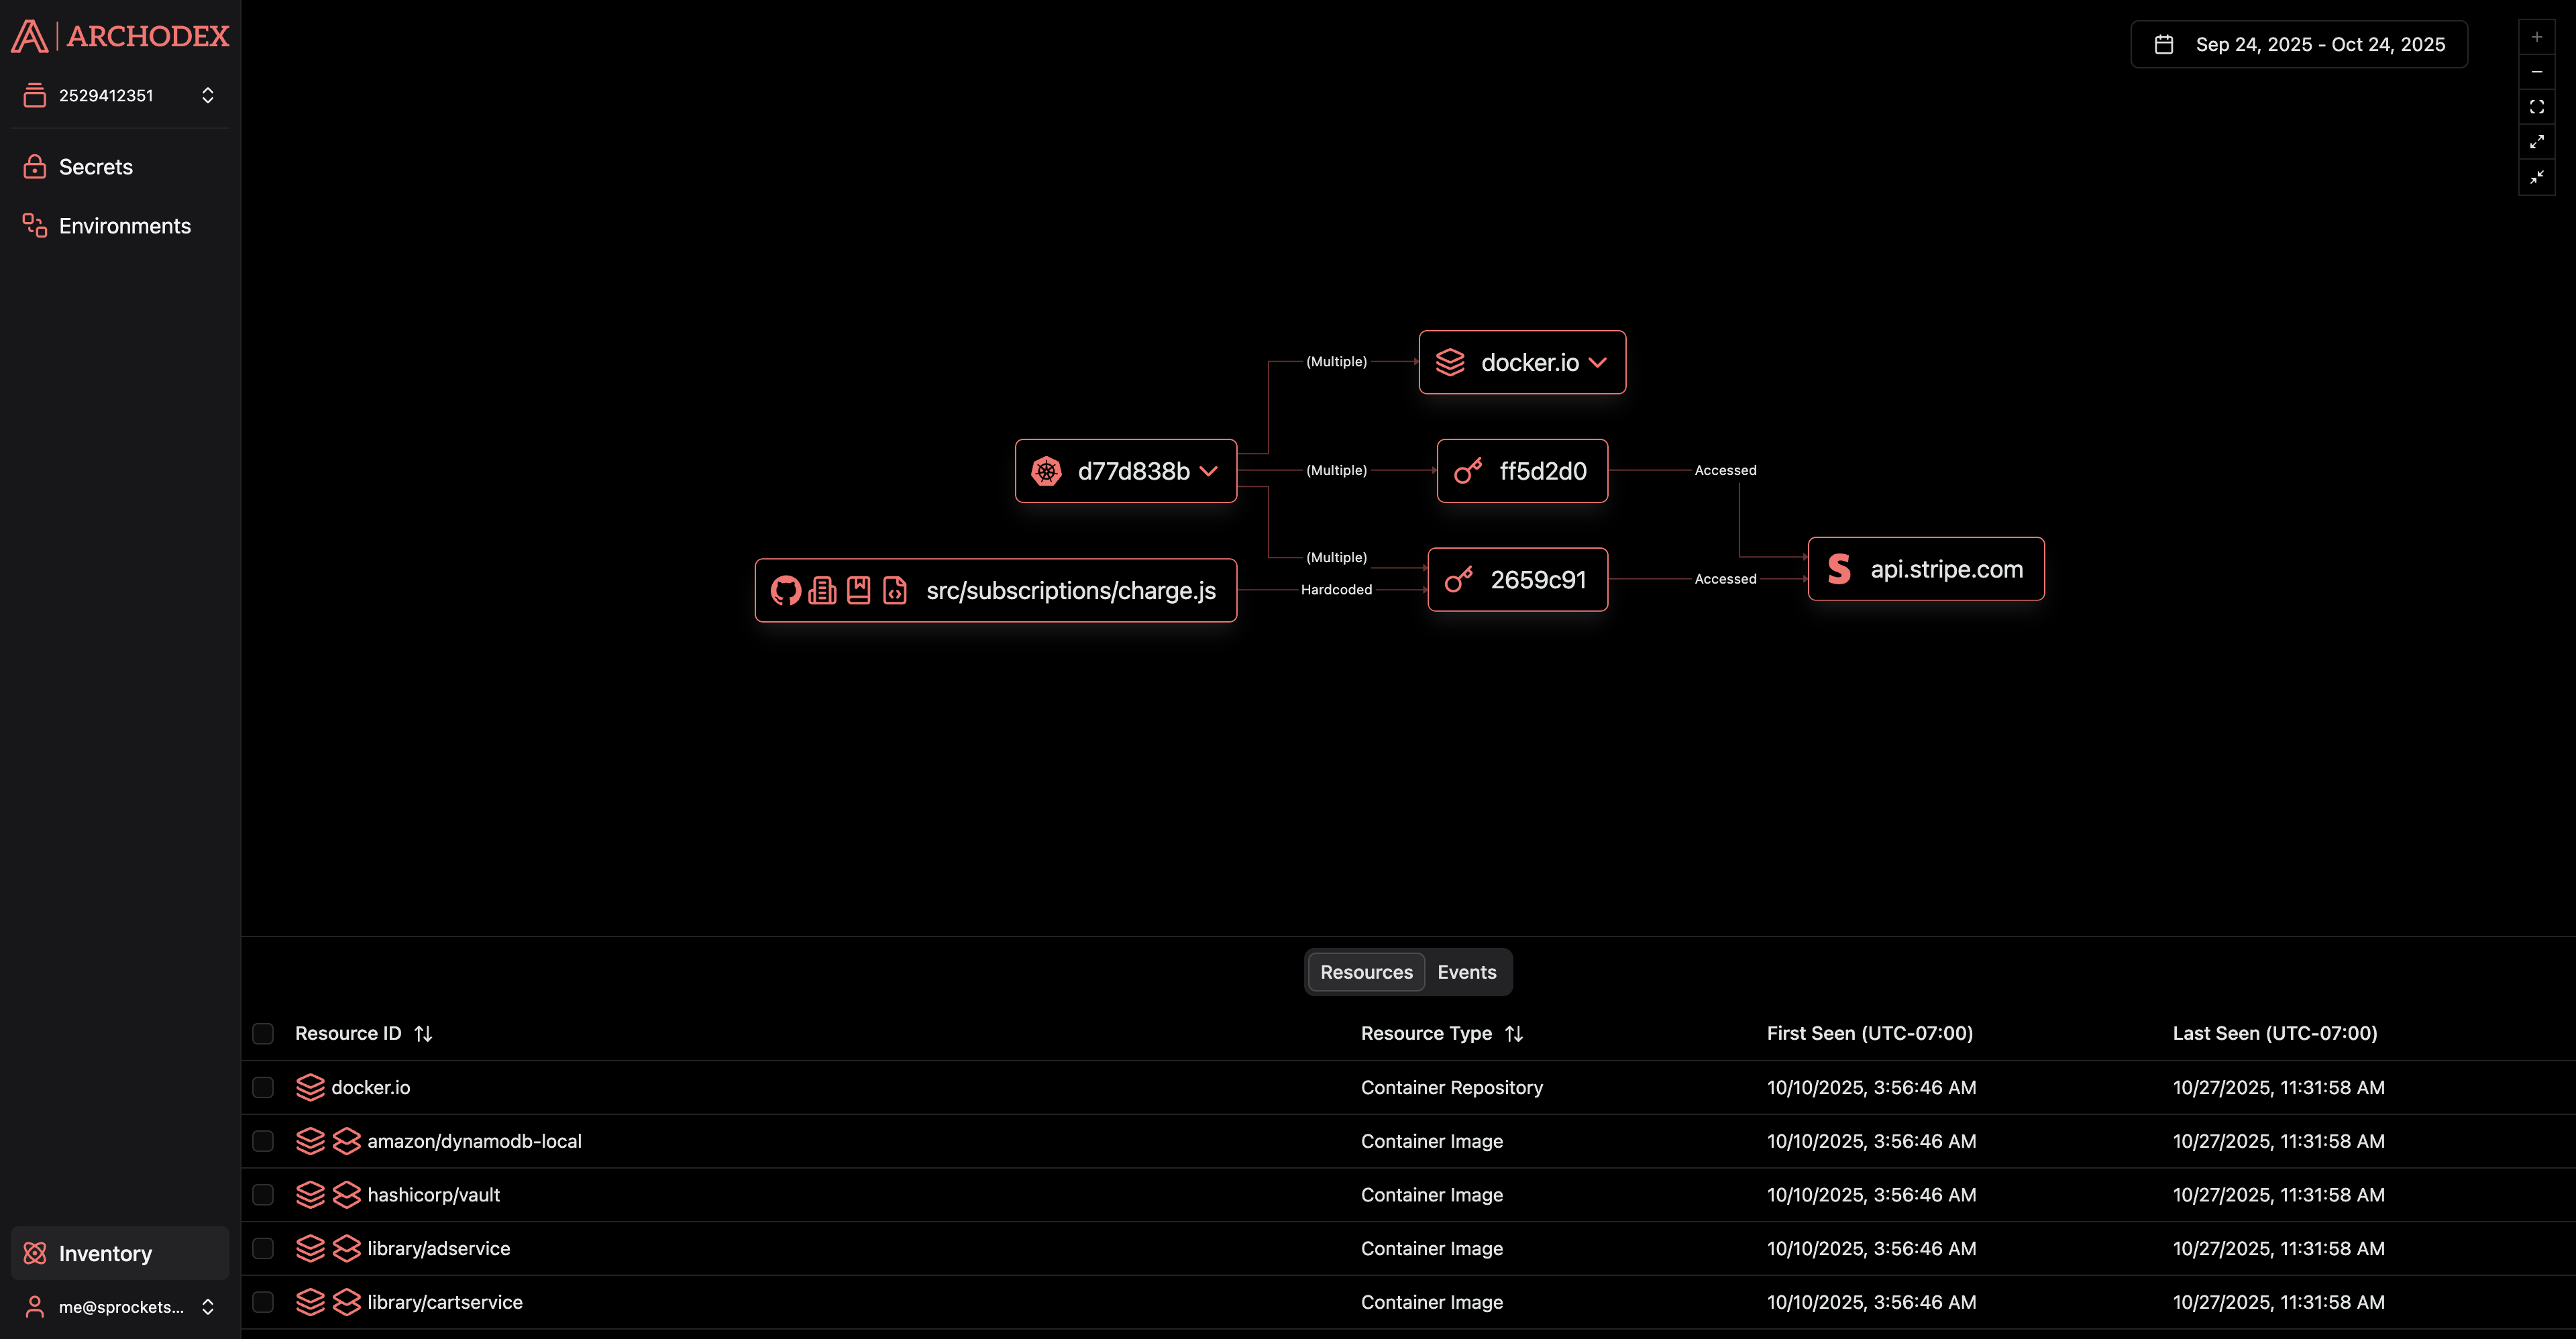 ARCHODEX
2529412351
Secrets
Environments
Inventory
me@sprockets...
Sep 24, 2025 - Oct 24, 2025
(Multiple)
docker.io
d77d838b
(Multiple)
ff5d2d0
Accessed
(Multiple)
src/subscriptions/charge.js
Hardcoded
2659c91
Accessed
api.stripe.com
Resources Events
Resource ID Resource Type First Seen (UTC-07:00) Last Seen (UTC-07:00)
docker.io Container Repository 10/10/2025, 3:56:46 AM 10/27/2025, 11:31:58 AM
amazon/dynamodb-local Container Image 10/10/2025, 3:56:46 AM 10/27/2025, 11:31:58 AM
hashicorp/vault Container Image 10/10/2025, 3:56:46 AM 10/27/2025, 11:31:58 AM
library/adservice Container Image 10/10/2025, 3:56:46 AM 10/27/2025, 11:31:58 AM
library/cartservice Container Image 10/10/2025, 3:56:46 AM 10/27/2025, 11:31:58 AM